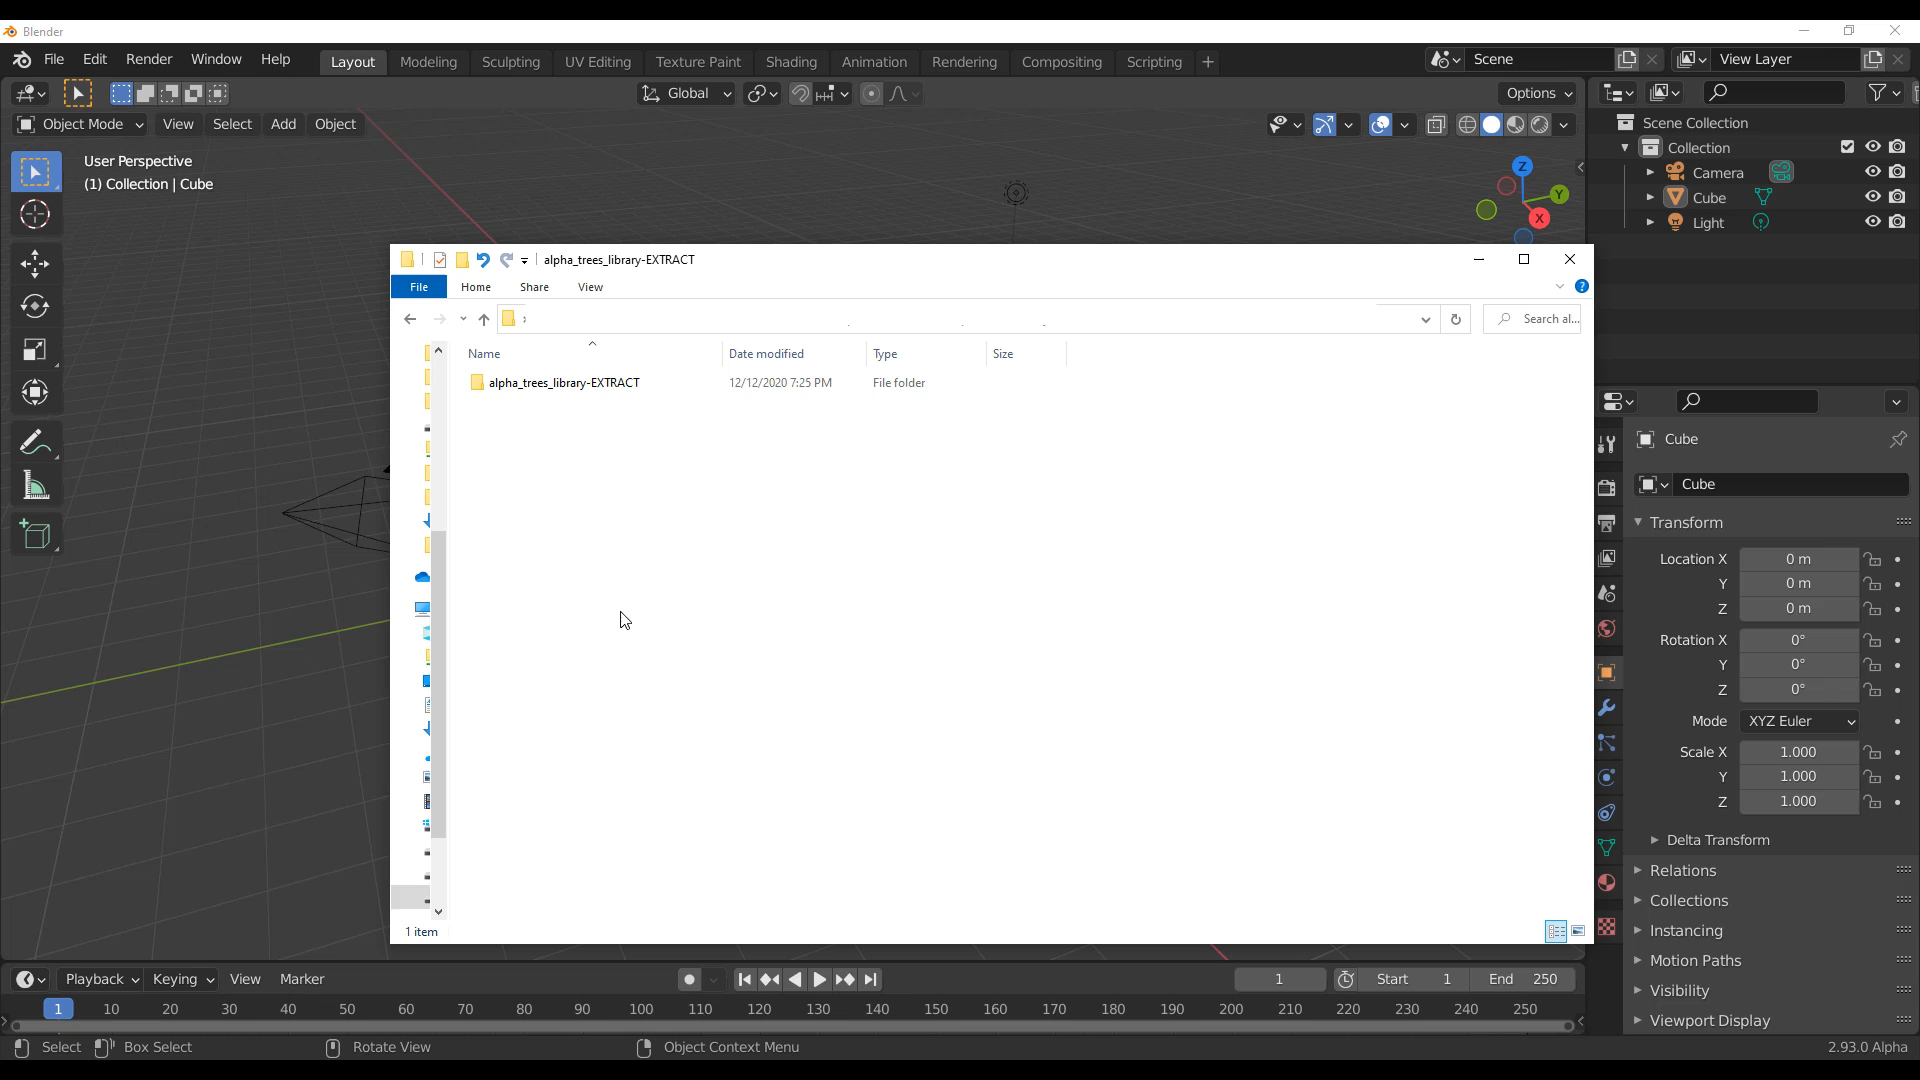 Blender
File Edit Render Window Help Layout Modeling Sculpting UV Editing Texture Paint Shading Animation Rendering Compositing Scripting + Scene View Layer
Global Options
Object Mode View Select Add Object
User Perspective
(1) Collection | Cube
Z
Y
X
Scene Collection
Collection
Camera
Cube
Light
alpha_trees_library-EXTRACT
File Home Share View
Search al...
Name Date modified Type Size
alpha_trees_library-EXTRACT 12/12/2020 7:25 PM File folder
1 item
Cube
Cube
Transform
Location X 0 m
Y 0 m
Z 0 m
Rotation X 0°
Y 0°
Z 0°
Mode XYZ Euler
Scale X 1.000
Y 1.000
Z 1.000
Delta Transform
Relations
Collections
Instancing
Motion Paths
Visibility
Viewport Display
Playback Keying View Marker 1 Start 1 End 250
1 10 20 30 40 50 60 70 80 90 100 110 120 130 140 150 160 170 180 190 200 210 220 230 240 250
Select Box Select Rotate View Object Context Menu 2.93.0 Alpha